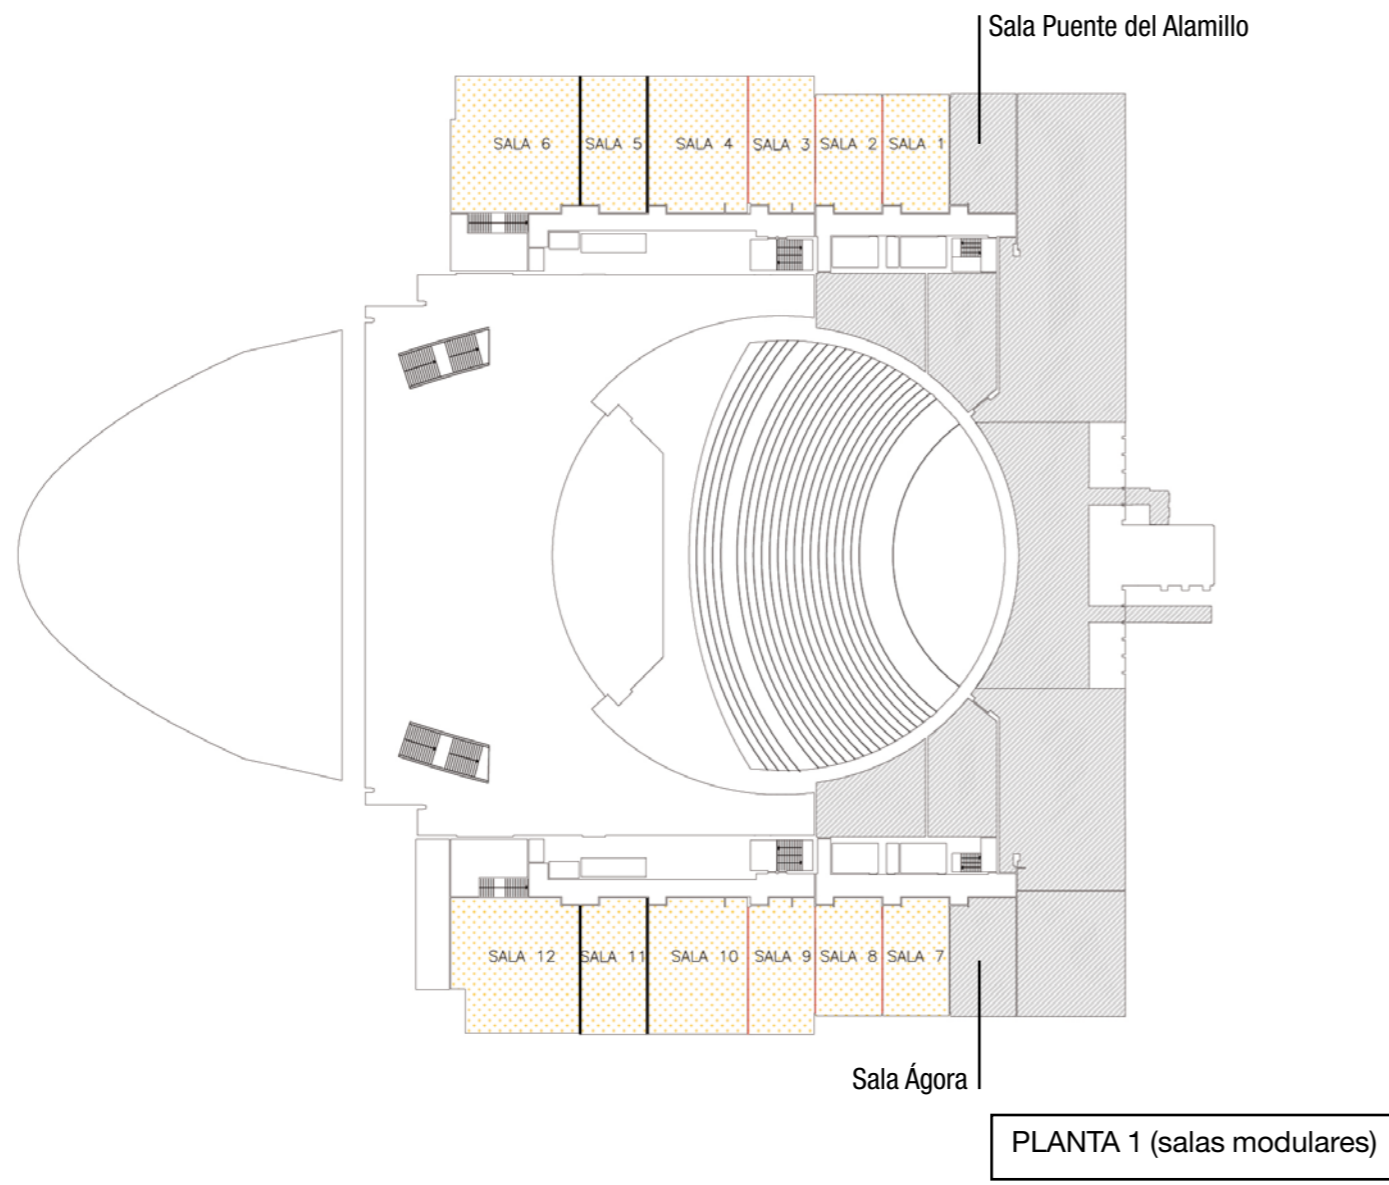 Sala Puente del Alamillo
SALA 6
SALA 5
SALA 4
SALA 3
SALA 2
SALA 1
SALA 12
SALA 11
SALA 10
SALA 9
SALA 8
SALA 7
Sala Ágora
PLANTA 1 (salas modulares)